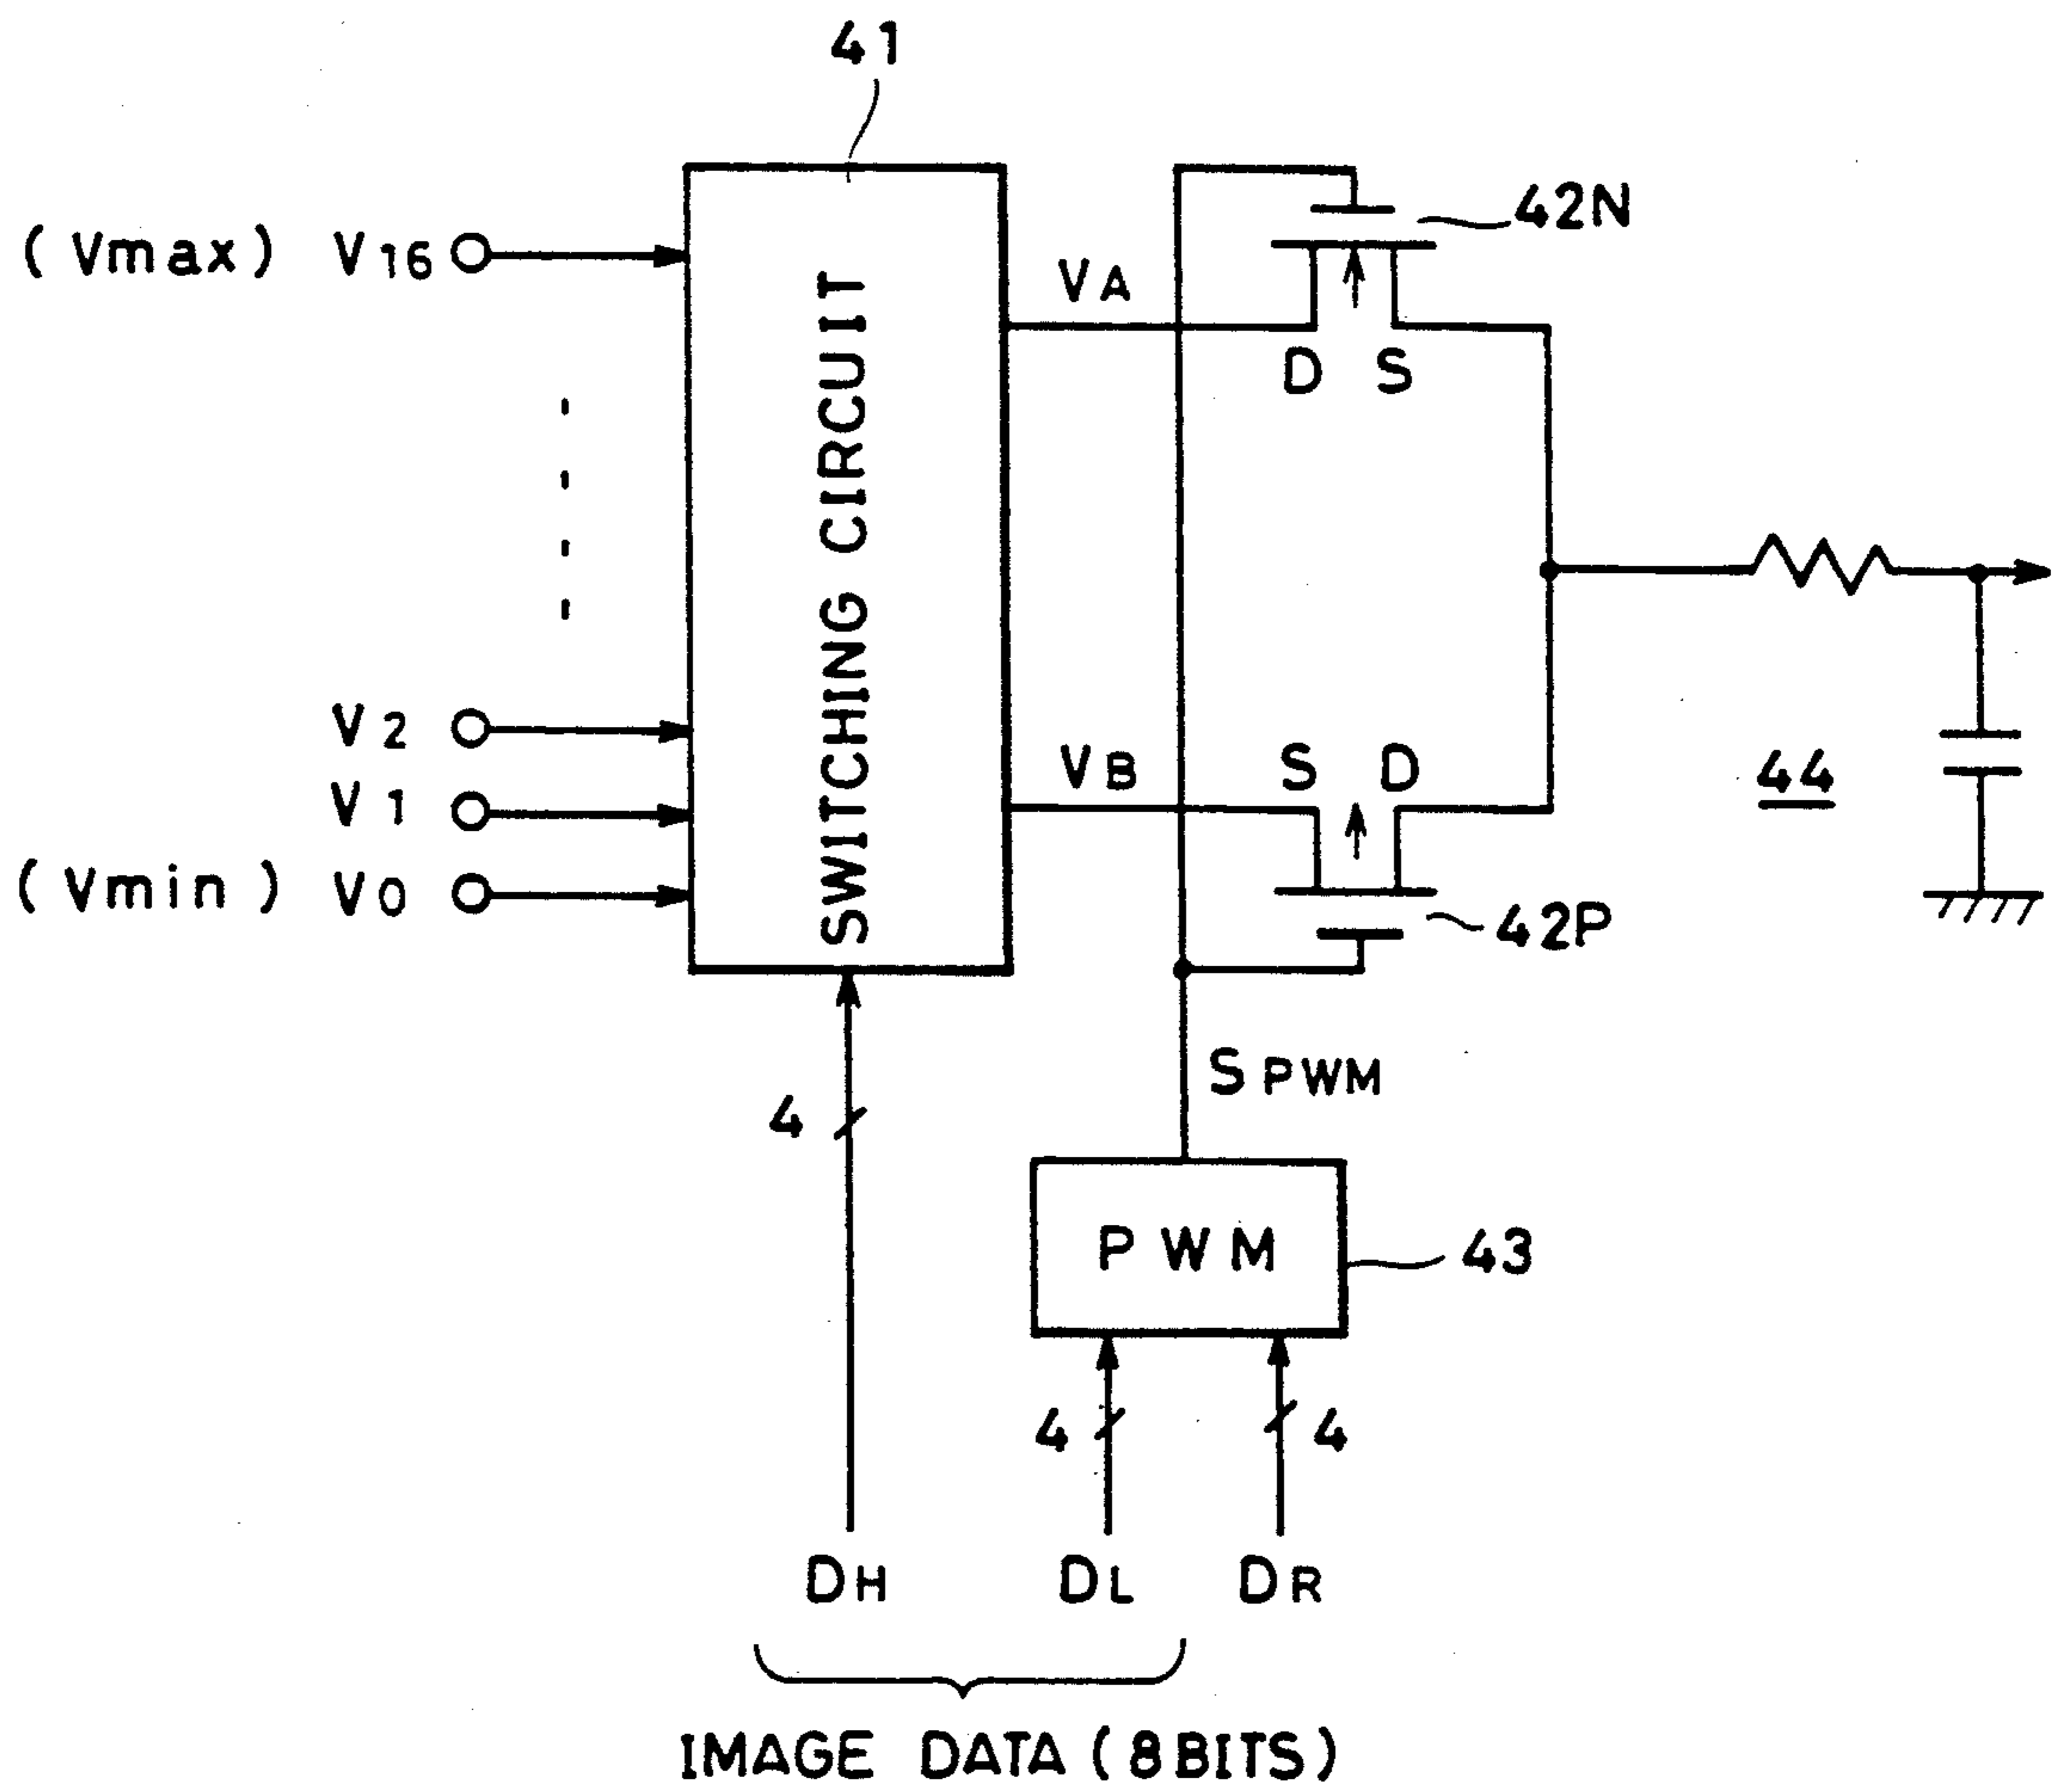 41
(Vmax) V16
42N
VA
D S
SWITCHING CIRCUIT
V2
V1
(Vmin) V0
VB
S D
44
42P
SPWM
4
PWM
43
4
4
DH
DL
DR
IMAGE DATA (8BITS)